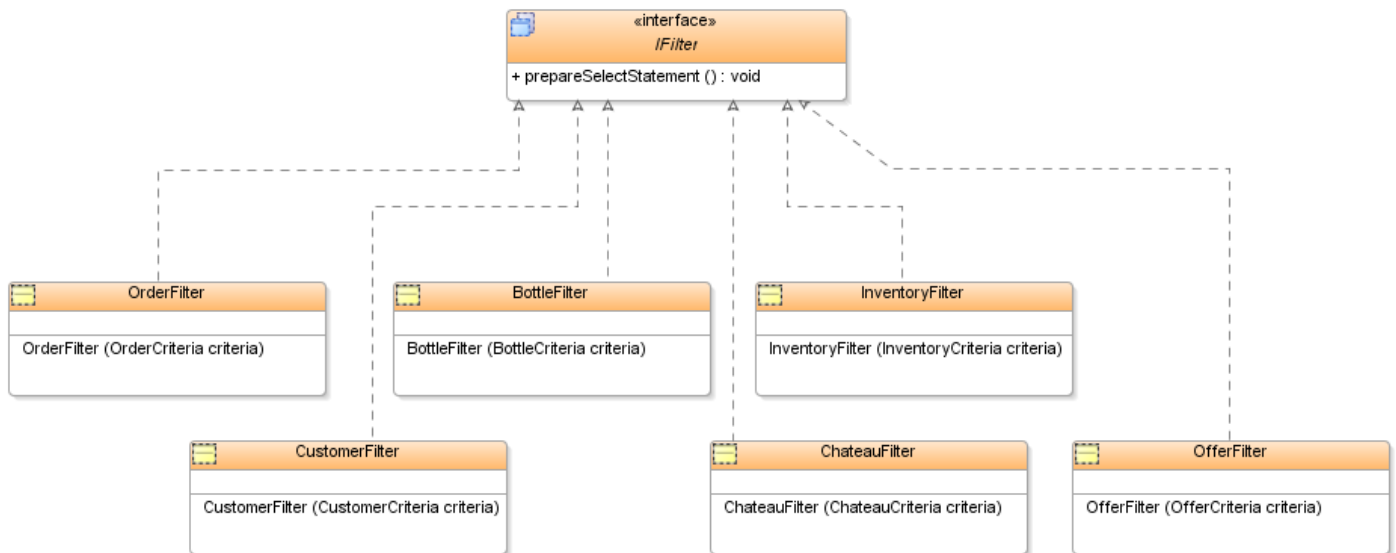 «interface»
IFilter
+ prepareSelectStatement () : void
OrderFilter
OrderFilter (OrderCriteria criteria)
BottleFilter
BottleFilter (BottleCriteria criteria)
InventoryFilter
InventoryFilter (InventoryCriteria criteria)
CustomerFilter
CustomerFilter (CustomerCriteria criteria)
ChateauFilter
ChateauFilter (ChateauCriteria criteria)
OfferFilter
OfferFilter (OfferCriteria criteria)